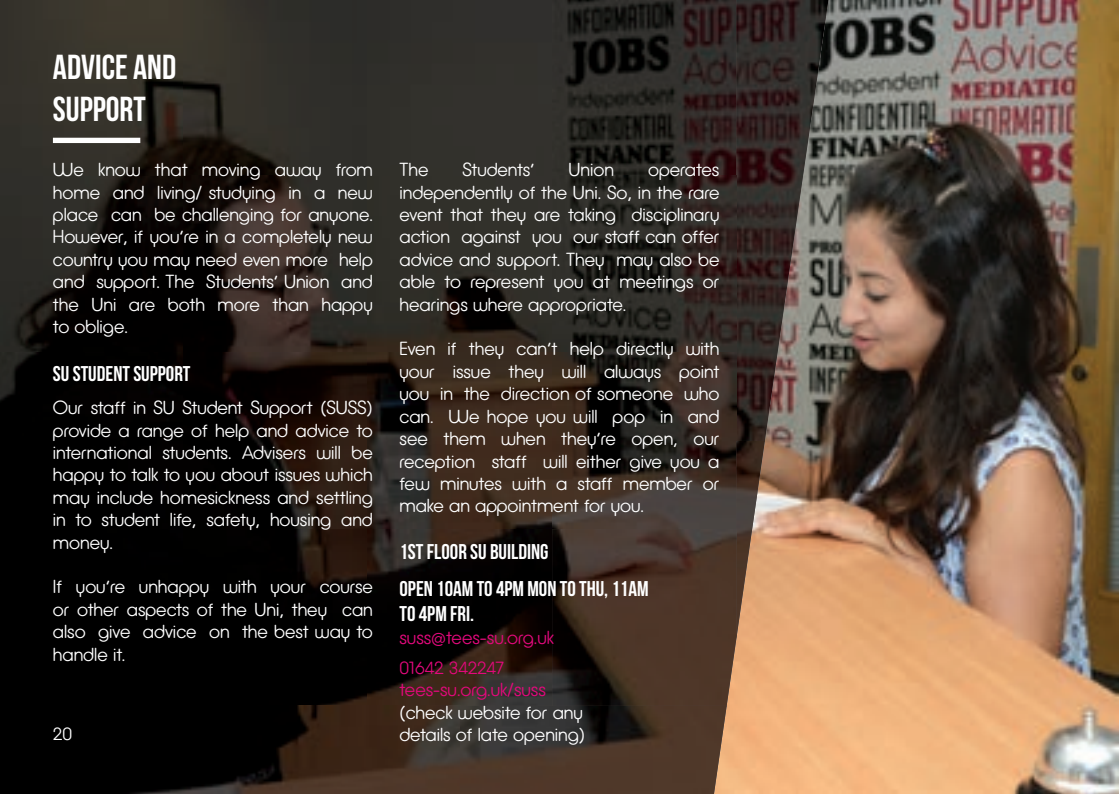 ADVICE AND
SUPPORT
We know that moving away from
home and living/ studying in a new
place can be challenging for anyone.
However, if you're in a completely new
country you may need even more help
and support. The Students' Union and
the Uni are both more than happy
to oblige.
SU STUDENT SUPPORT
Our staff in SU Student Support (SUSS)
provide a range of help and advice to
international students. Advisers will be
happy to talk to you about issues which
may include homesickness and settling
in to student life, safety, housing and
money.
If you're unhappy with your course
or other aspects of the Uni, they can
also give advice on the best way to
handle it.
20
The Students' Union operates
independently of the Uni. So, in the rare
event that they are taking disciplinary
action against you our staff can offer
advice and support. They may also be
able to represent you at meetings or
hearings where appropriate.
Even if they can't help directly with
your issue they will always point
you in the direction of someone who
can. We hope you will pop in and
see them when they're open, our
reception staff will either give you a
few minutes with a staff member or
make an appointment for you.
1ST FLOOR SU BUILDING
OPEN 10AM TO 4PM MON TO THU, 11AM
TO 4PM FRI.
suss@tees-su.org.uk
01642 342247
tees-su.org.uk/suss
(check website for any
details of late opening)
INFORMATION
JOBS
Independent
CONFIDENTIAL
FINANCE
SUPPORT
Advice
MEDIATION
INFORMATION
JOBS
JOBS
Independent
CONFIDENTIAL
FINANCE
Advice
MEDIATION
Advice
Money